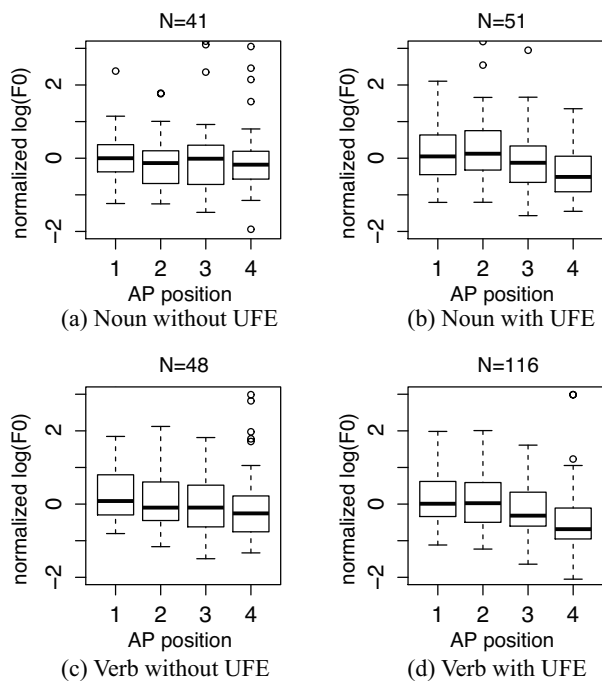 N=41
N=51
normalized log(F0)
2
0
−2
1 2 3 4
AP position
normalized log(F0)
2
0
−2
1 2 3 4
AP position
(a) Noun without UFE
(b) Noun with UFE
N=48
N=116
normalized log(F0)
2
0
−2
1 2 3 4
AP position
normalized log(F0)
2
0
−2
1 2 3 4
AP position
(c) Verb without UFE
(d) Verb with UFE